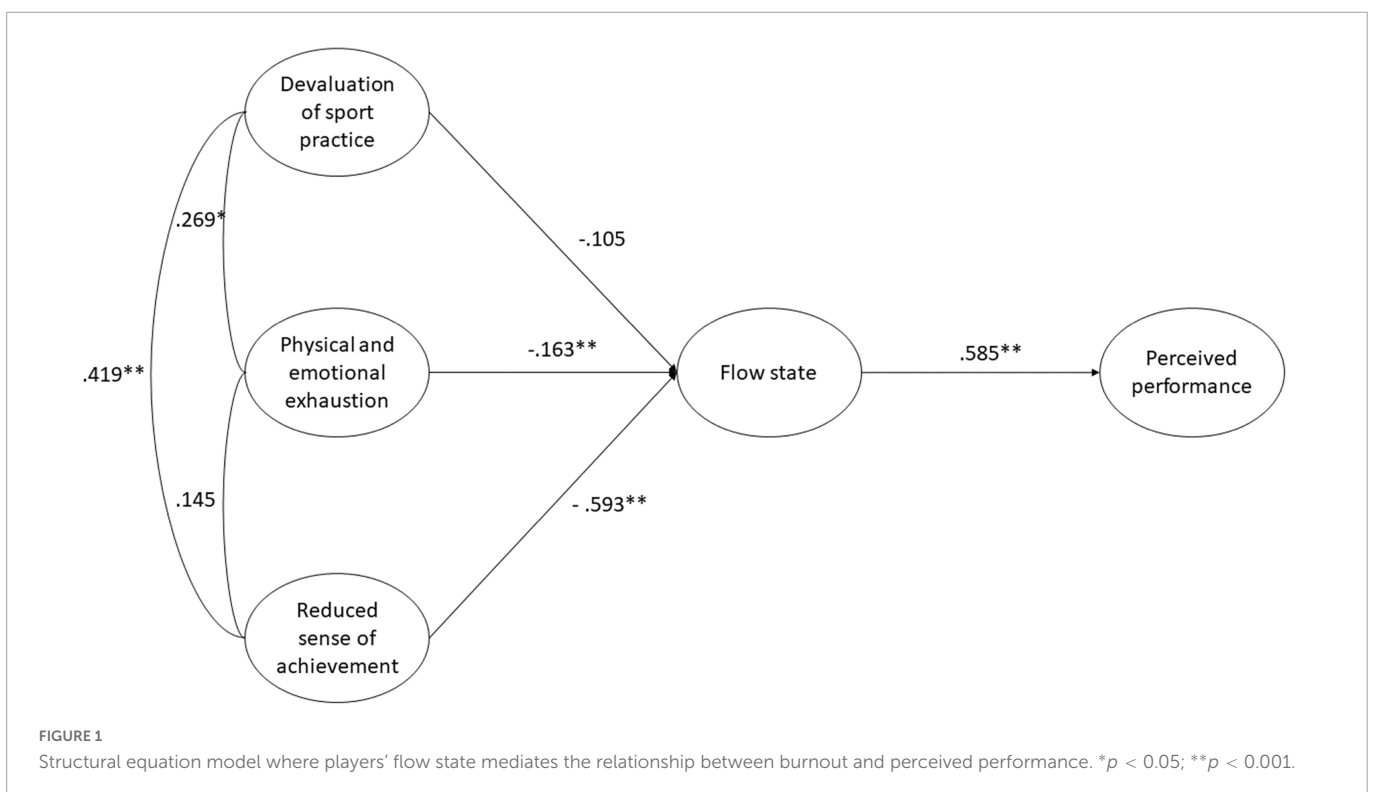 Devaluation
of sport
practice
.269*
-.105
.419**
Physical and
emotional
exhaustion
-.163**
Flow state
.585**
Perceived
performance
.145
- .593**
Reduced
sense of
achievement
FIGURE 1
Structural equation model where players’ flow state mediates the relationship between burnout and perceived performance. *p < 0.05; **p < 0.001.